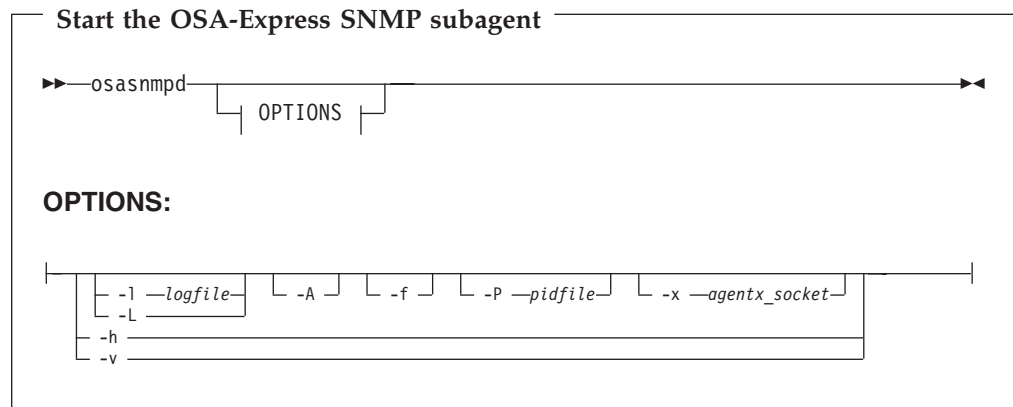 Start the OSA-Express SNMP subagent
osasnmpd
OPTIONS
OPTIONS:
-l logfile -A -f -P pidfile -x agentx_socket
-L
-h
-v